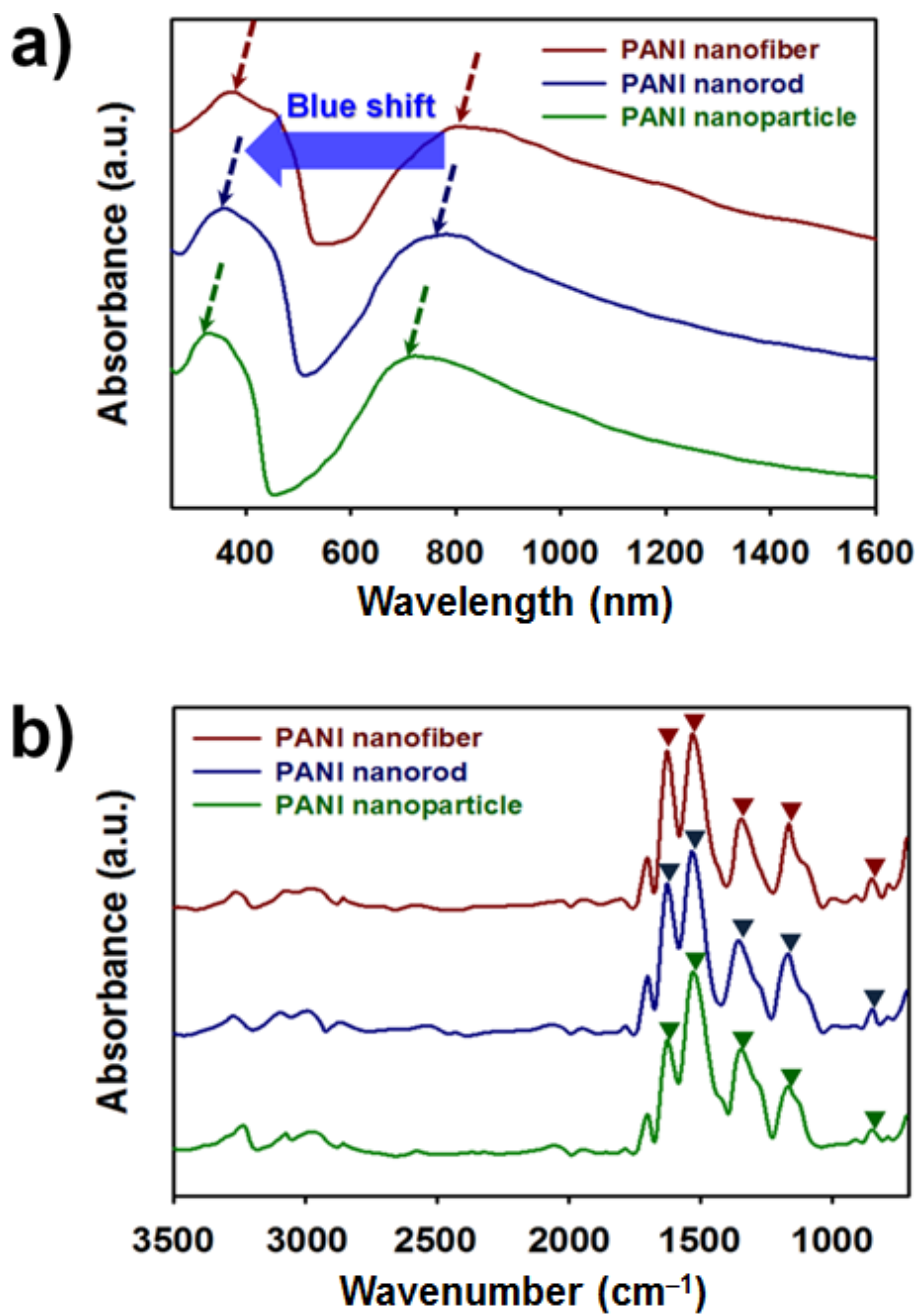 a)
Absorbance (a.u.)
PANI nanofiber
PANI nanorod
PANI nanoparticle
Blue shift
400 600 800 1000 1200 1400 1600
Wavelength (nm)
b)
Absorbance (a.u.)
PANI nanofiber
PANI nanorod
PANI nanoparticle
3500 3000 2500 2000 1500 1000
Wavenumber (cm⁻¹)